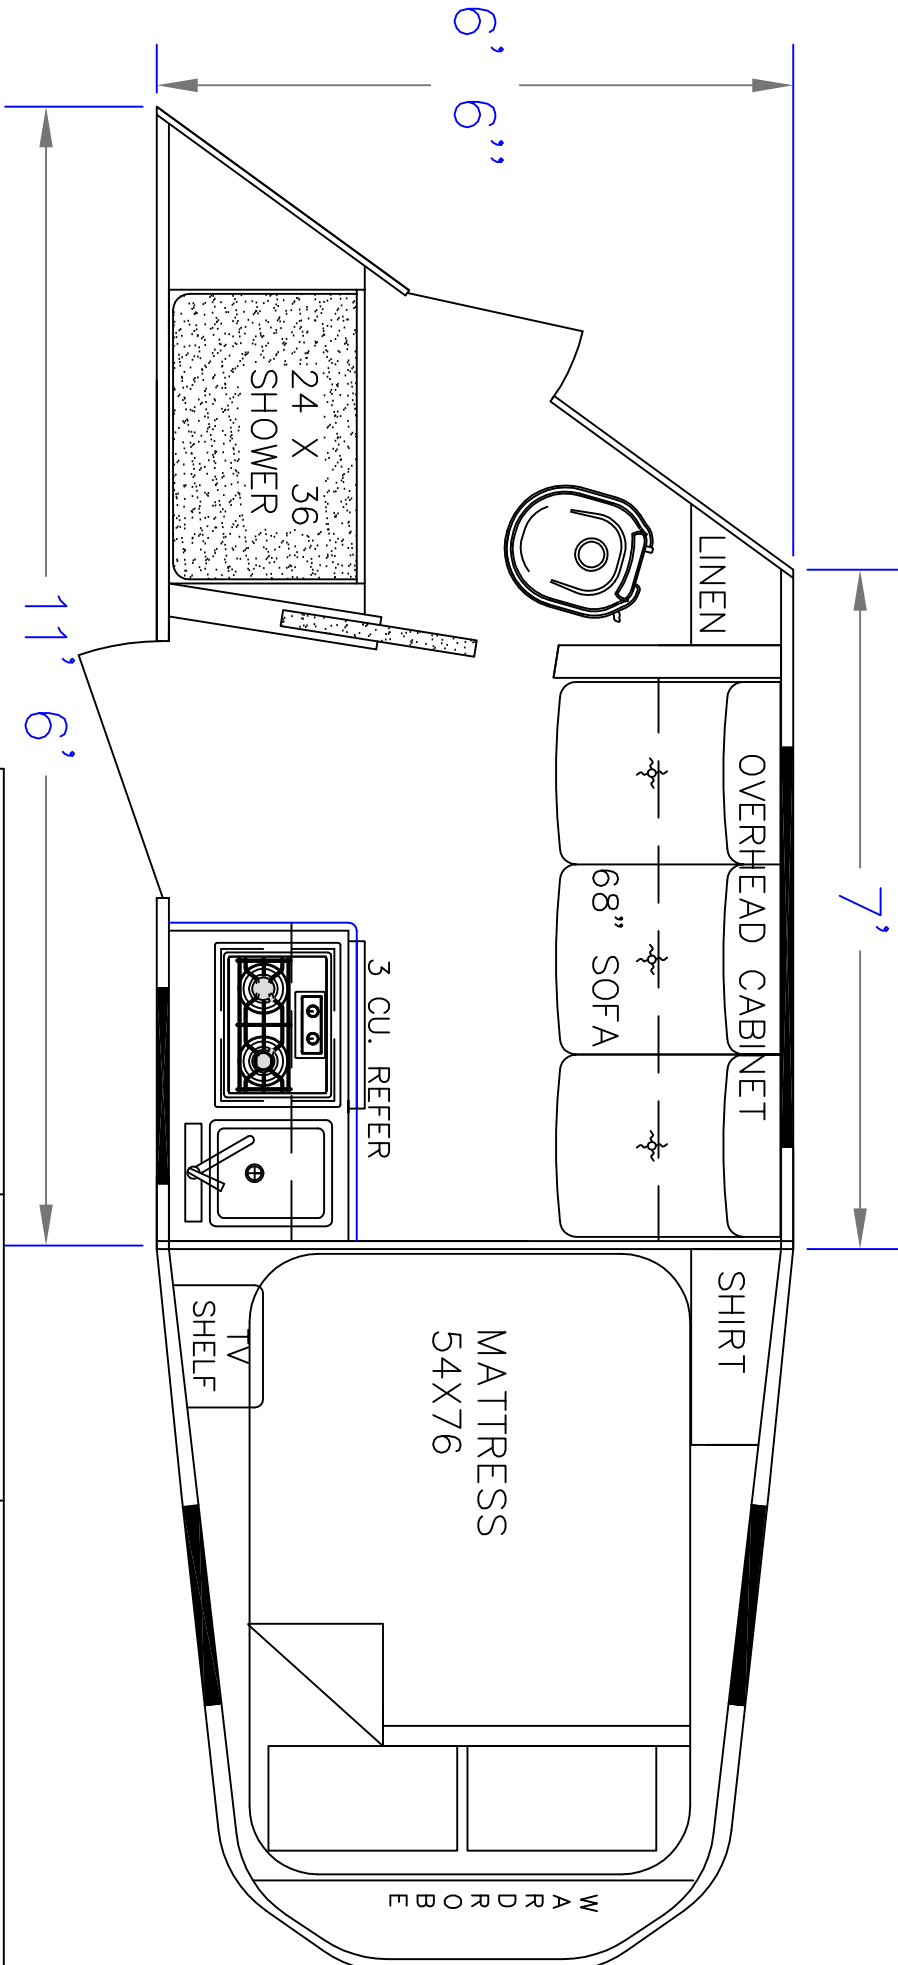 6' 6"
11' 6'
7'
24 X 36
SHOWER
LINEN
OVERHEAD CABINET
68" SOFA
3 CU. REFER
SHIRT
TV
SHELF
MATTRESS
54X76
WARDROBE